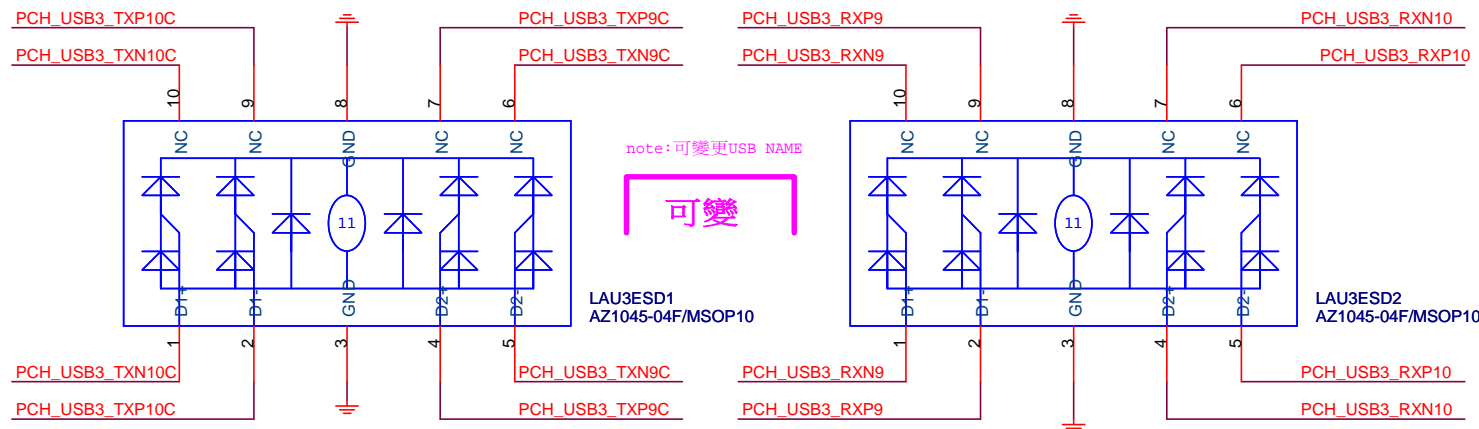 PCH_USB3_TXP10C
PCH_USB3_TXN10C
PCH_USB3_TXP9C
PCH_USB3_TXN9C
10
9
8
7
6
NC
NC
GND
NC
NC
11
D1+
D1-
GND
D2+
D2-
1
2
3
4
5
LAU3ESD1
AZ1045-04F/MSOP10
PCH_USB3_TXN10C
PCH_USB3_TXP10C
PCH_USB3_TXN9C
PCH_USB3_TXP9C
note:可變更USB NAME
可變
PCH_USB3_RXP9
PCH_USB3_RXN9
PCH_USB3_RXN10
PCH_USB3_RXP10
10
9
8
7
6
NC
NC
GND
NC
NC
11
D1+
D1-
GND
D2+
D2-
1
2
3
4
5
LAU3ESD2
AZ1045-04F/MSOP10
PCH_USB3_RXN9
PCH_USB3_RXP9
PCH_USB3_RXP10
PCH_USB3_RXN10